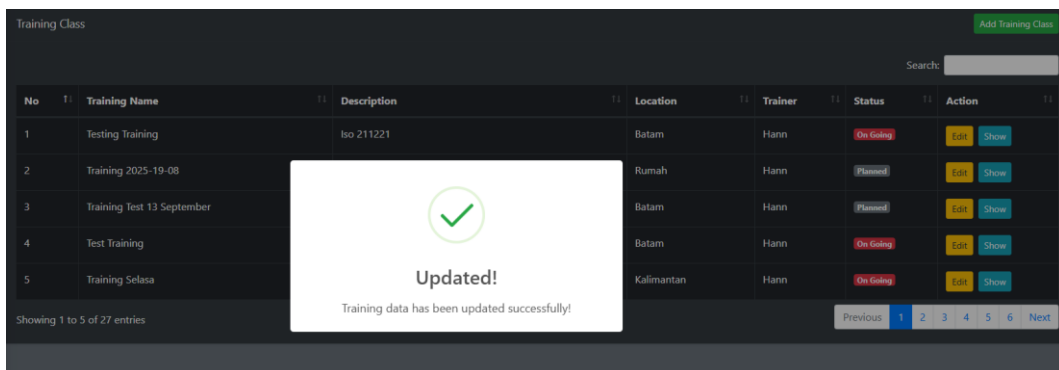 Training Class
Add Training Class
Search:
No Training Name Description Location Trainer Status Action
1 Testing Training Iso 211221 Batam Hann On Going Edit Show
2 Training 2025-19-08 Rumah Hann Planned Edit Show
3 Training Test 13 September Batam Hann Planned Edit Show
4 Test Training Batam Hann On Going Edit Show
5 Training Selasa Kalimantan Hann On Going Edit Show
Updated!
Training data has been updated successfully!
Showing 1 to 5 of 27 entries
Previous 1 2 3 4 5 6 Next